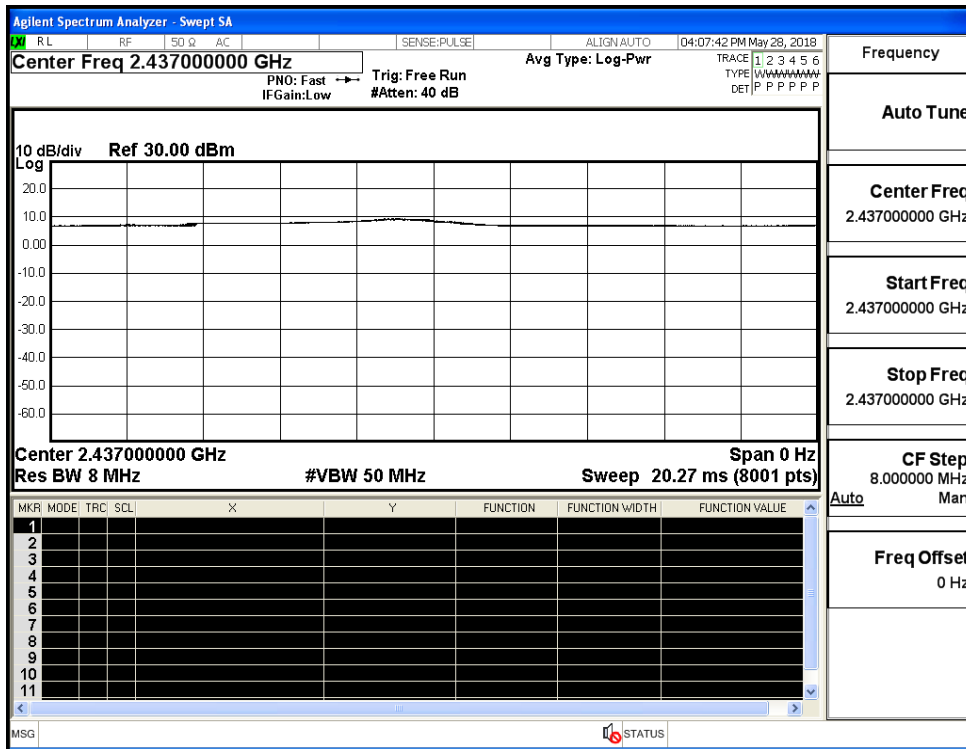 Agilent Spectrum Analyzer - Swept SA
LXI RL RF 50 Ω AC SENSE:PULSE ALIGN AUTO 04:07:42 PM May 28, 2018
Center Freq 2.437000000 GHz Avg Type: Log-Pwr TRACE 1 2 3 4 5 6
PNO: Fast Trig: Free Run TYPE WWWWWW
IFGain:Low #Atten: 40 dB DET P P P P P P
10 dB/div Ref 30.00 dBm
Log
20.0
10.0
0.00
-10.0
-20.0
-30.0
-40.0
-50.0
-60.0
Center 2.437000000 GHz Span 0 Hz
Res BW 8 MHz #VBW 50 MHz Sweep 20.27 ms (8001 pts)
MKR MODE TRC SCL X Y FUNCTION FUNCTION WIDTH FUNCTION VALUE
1
2
3
4
5
6
7
8
9
10
11
MSG STATUS
Frequency
Auto Tune
Center Freq
2.437000000 GHz
Start Freq
2.437000000 GHz
Stop Freq
2.437000000 GHz
CF Step
8.000000 MHz
Auto Man
Freq Offset
0 Hz